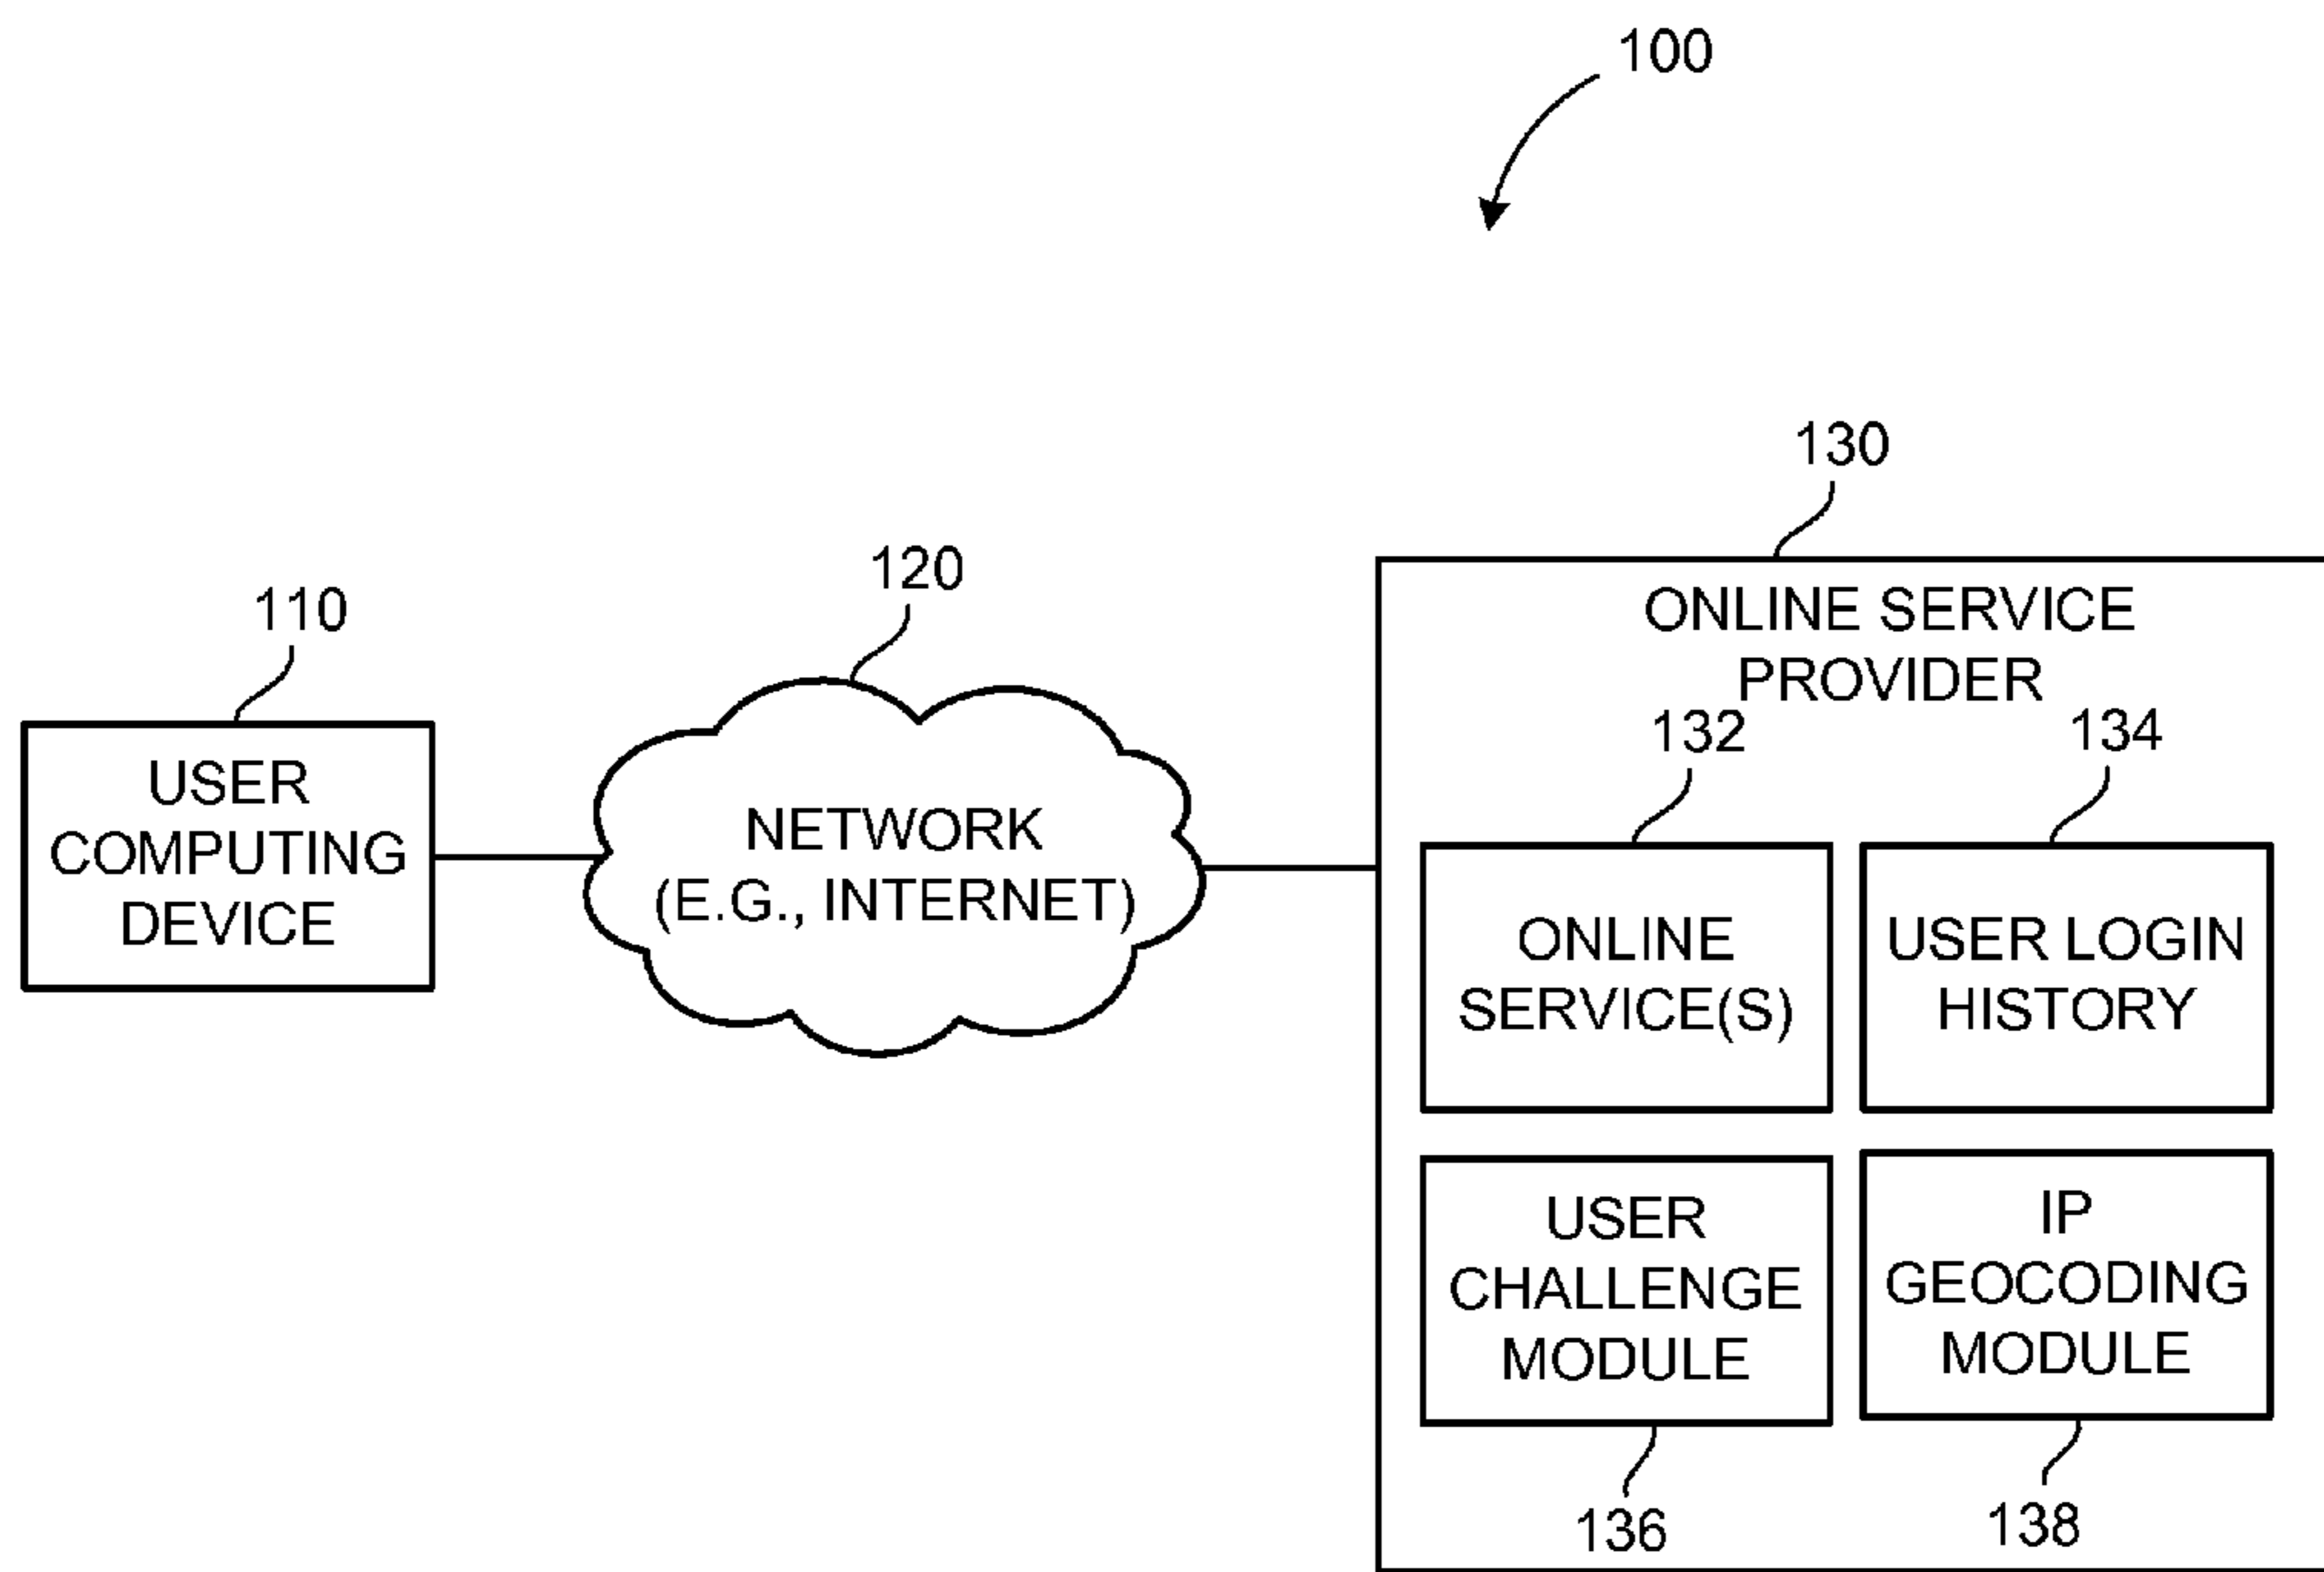 100
130
ONLINE SERVICE
PROVIDER
120
110
132
134
USER
COMPUTING
DEVICE
NETWORK
(E.G., INTERNET)
ONLINE
SERVICE(S)
USER LOGIN
HISTORY
USER
CHALLENGE
MODULE
IP
GEOCODING
MODULE
136
138